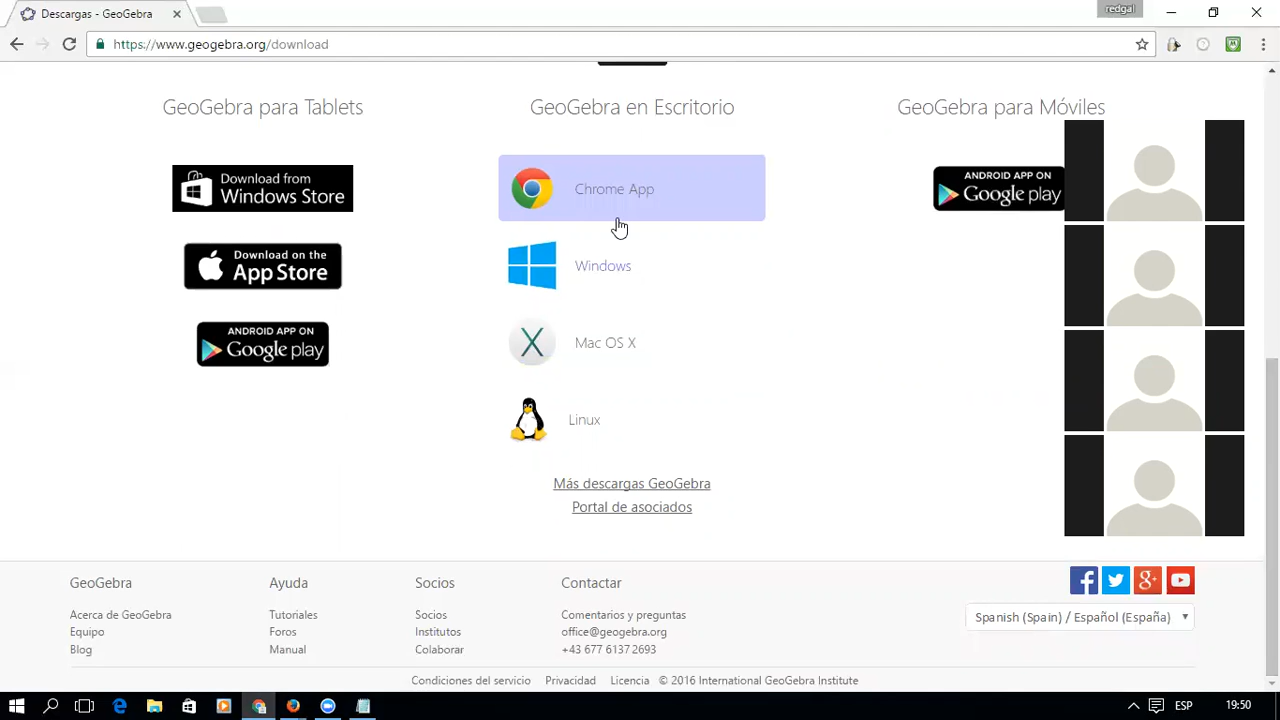 Descargas - GeoGebra
redgal
https://www.geogebra.org/download
GeoGebra para Tablets
GeoGebra en Escritorio
GeoGebra para Móviles
Download from
Windows Store
Download on the
App Store
ANDROID APP ON
Google play
Chrome App
Windows
Mac OS X
Linux
Más descargas GeoGebra
Portal de asociados
ANDROID APP ON
Google play
GeoGebra
Acerca de GeoGebra
Equipo
Blog
Ayuda
Tutoriales
Foros
Manual
Socios
Socios
Institutos
Colaborar
Contactar
Comentarios y preguntas
office@geogebra.org
+43 677 6137 2693
Spanish (Spain) / Español (España)
Condiciones del servicio Privacidad Licencia © 2016 International GeoGebra Institute
ESP 19:50